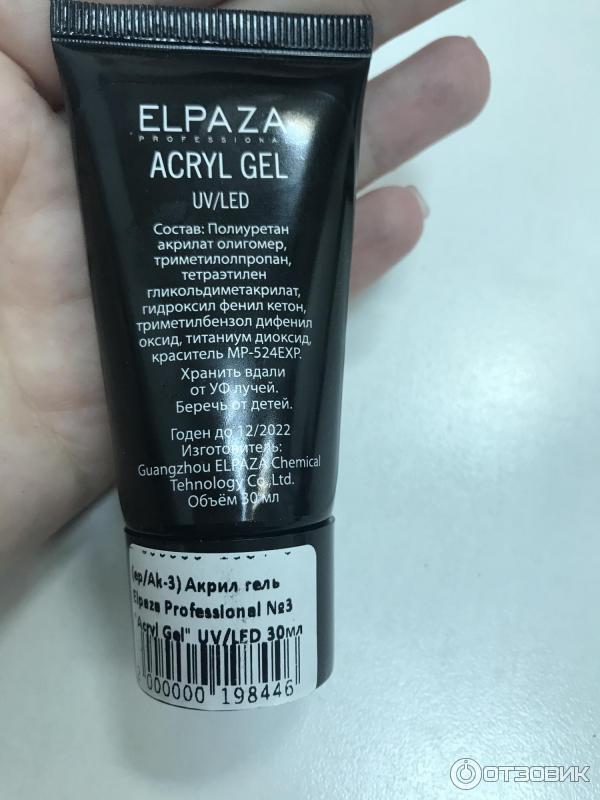 ELPAZA
PROFESSIONAL
ACRYL GEL
UV/LED
Состав: Полиуретан
акрилат олигомер,
триметилолпропан,
тетраэтилен
гликольдиметакрилат,
гидроксил фенил кетон,
триметилбензол дифенил
оксид, титаниум диоксид,
краситель MP-524EXP.
Хранить вдали
от УФ лучей.
Беречь от детей.
Годен до 12/2022
Изготовитель:
Guangzhou ELPAZA Chemical
Tehnology Co.,Ltd.
Объём 30 мл
(ep/Ak-3) Акрил гель
Elpaza Professional №3
"Acryl Gel" UV/LED 30мл
2 000000 198446
ОТЗОВИК